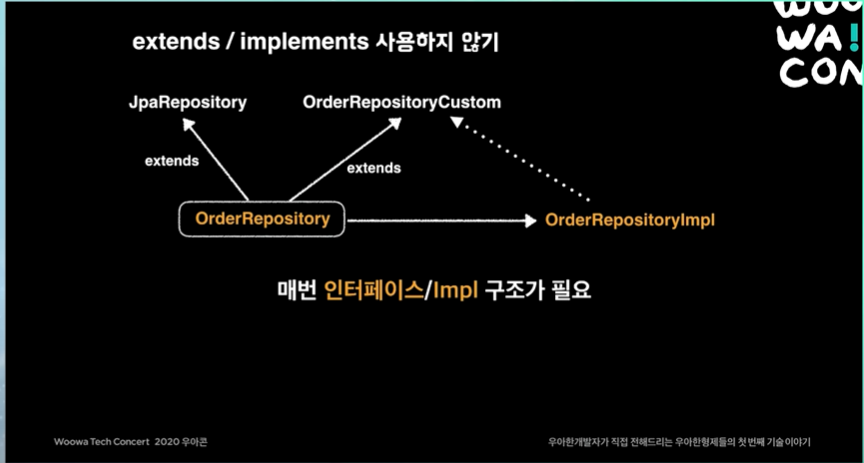 WOO
WA!
CON
extends / implements 사용하지 않기
JpaRepository
OrderRepositoryCustom
extends
extends
OrderRepository
OrderRepositoryImpl
매번 인터페이스/Impl 구조가 필요
Woowa Tech Concert 2020 우아콘
우아한개발자가 직접 전해드리는 우아한형제들의 첫 번째 기술 이야기